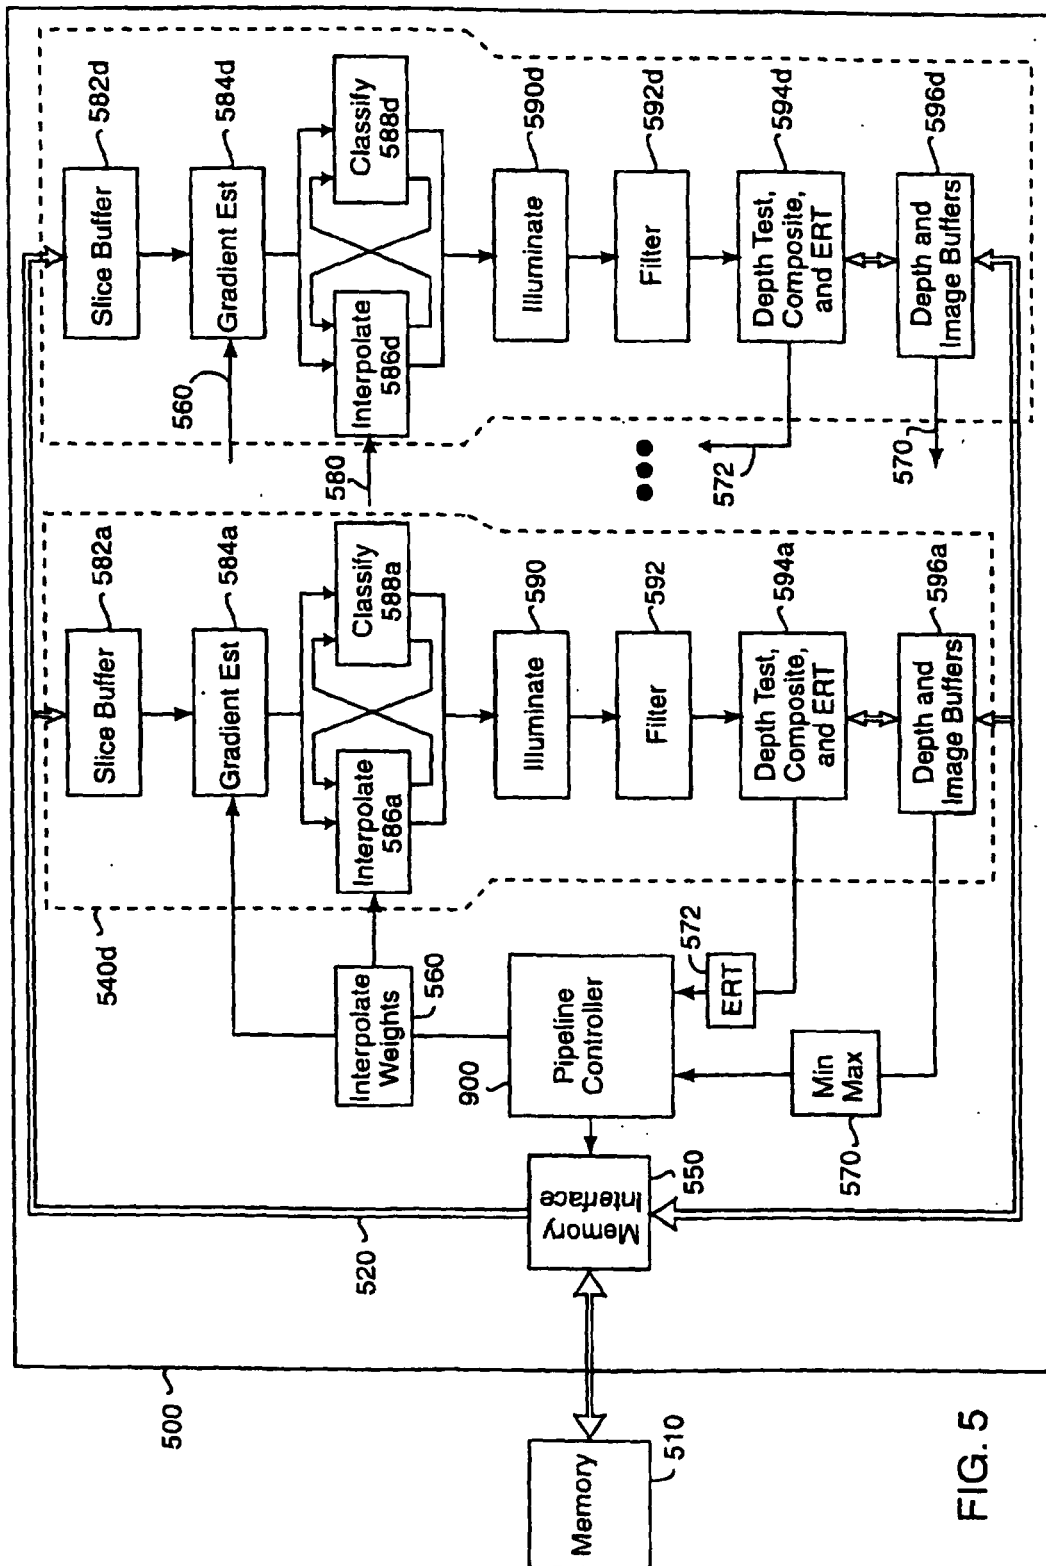 500
520
540d
Slice Buffer
582a
Gradient Est
584a
Interpolate
586a
Classify
588a
Illuminate
590
Filter
592
Depth Test,
Composite,
and ERT
594a
Depth and
Image Buffers
596a
580
560
Slice Buffer
582d
Gradient Est
584d
Interpolate
586d
Classify
588d
Illuminate
590d
Filter
592d
Depth Test,
Composite,
and ERT
594d
Depth and
Image Buffers
596d
572
570
Interpolate
Weights
560
Pipeline
Controller
900
ERT
572
Min
Max
570
Memory
Interface
550
Memory
510
FIG. 5